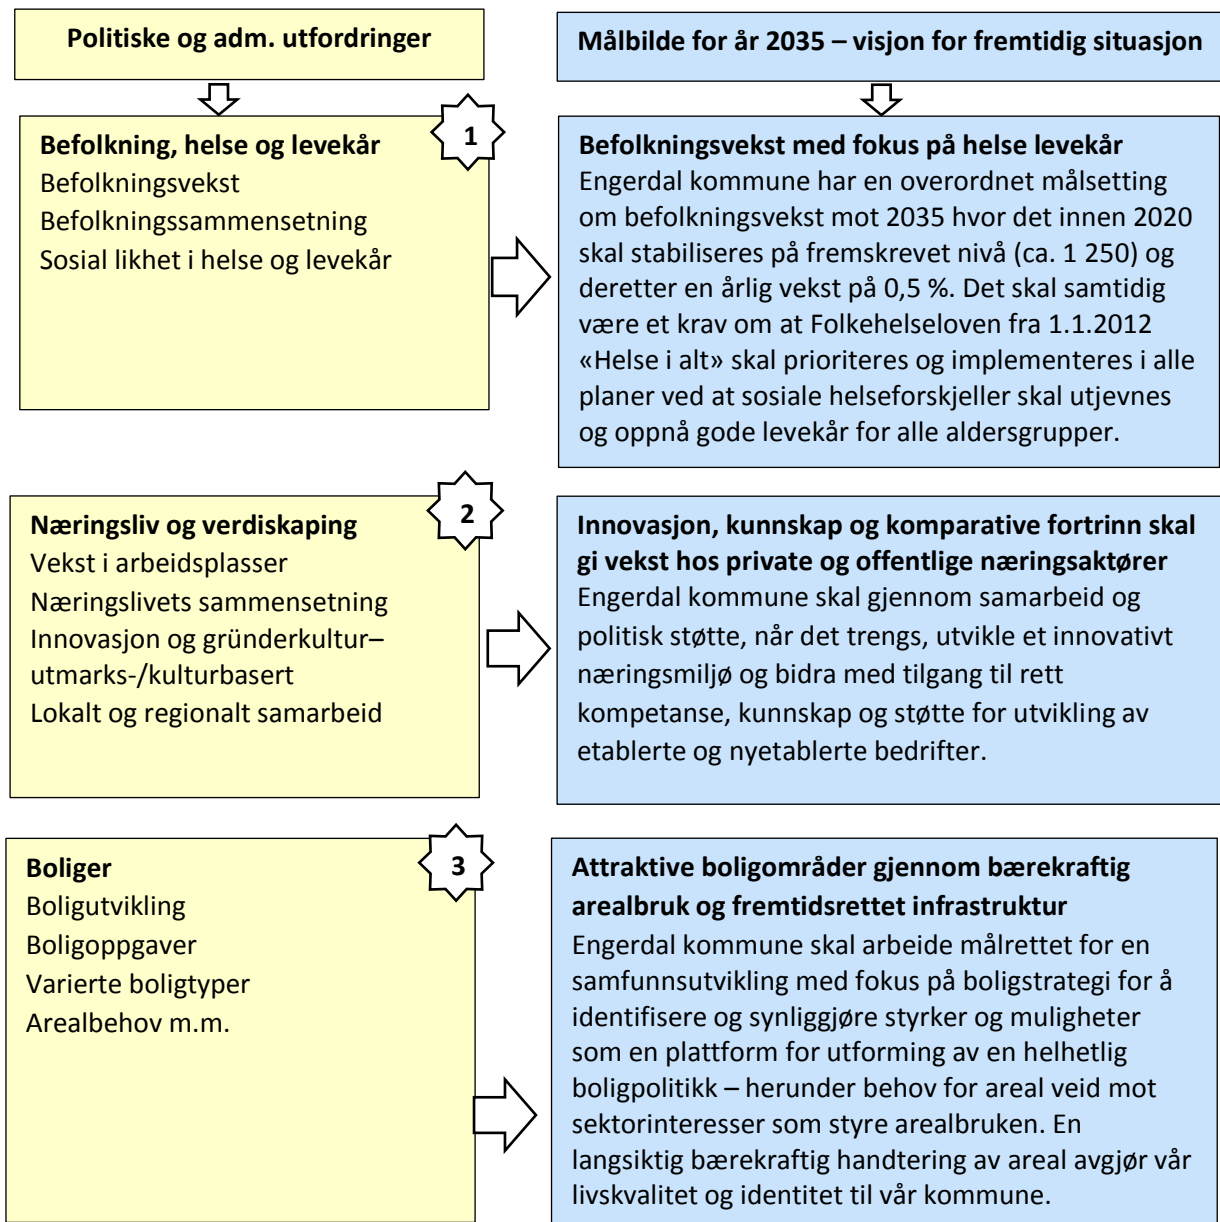 Politiske og adm. utfordringer
Målbilde for år 2035 – visjon for fremtidig situasjon
1
Befolkning, helse og levekår
Befolkningsvekst
Befolkningssammensetning
Sosial likhet i helse og levekår
Befolkningsvekst med fokus på helse levekår
Engerdal kommune har en overordnet målsetting
om befolkningsvekst mot 2035 hvor det innen 2020
skal stabiliseres på fremskrevet nivå (ca. 1 250) og
deretter en årlig vekst på 0,5 %. Det skal samtidig
være et krav om at Folkehelseloven fra 1.1.2012
«Helse i alt» skal prioriteres og implementeres i alle
planer ved at sosiale helseforskjeller skal utjevnes
og oppnå gode levekår for alle aldersgrupper.
2
Næringsliv og verdiskaping
Vekst i arbeidsplasser
Næringslivets sammensetning
Innovasjon og gründerkultur–
utmarks-/kulturbasert
Lokalt og regionalt samarbeid
Innovasjon, kunnskap og komparative fortrinn skal
gi vekst hos private og offentlige næringsaktører
Engerdal kommune skal gjennom samarbeid og
politisk støtte, når det trengs, utvikle et innovativt
næringsmiljø og bidra med tilgang til rett
kompetanse, kunnskap og støtte for utvikling av
etablerte og nyetablerte bedrifter.
3
Boliger
Boligutvikling
Boligoppgaver
Varierte boligtyper
Arealbehov m.m.
Attraktive boligområder gjennom bærekraftig
arealbruk og fremtidsrettet infrastruktur
Engerdal kommune skal arbeide målrettet for en
samfunnsutvikling med fokus på boligstrategi for å
identifisere og synliggjøre styrker og muligheter
som en plattform for utforming av en helhetlig
boligpolitikk – herunder behov for areal veid mot
sektorinteresser som styre arealbruken. En
langsiktig bærekraftig handtering av areal avgjør vår
livskvalitet og identitet til vår kommune.